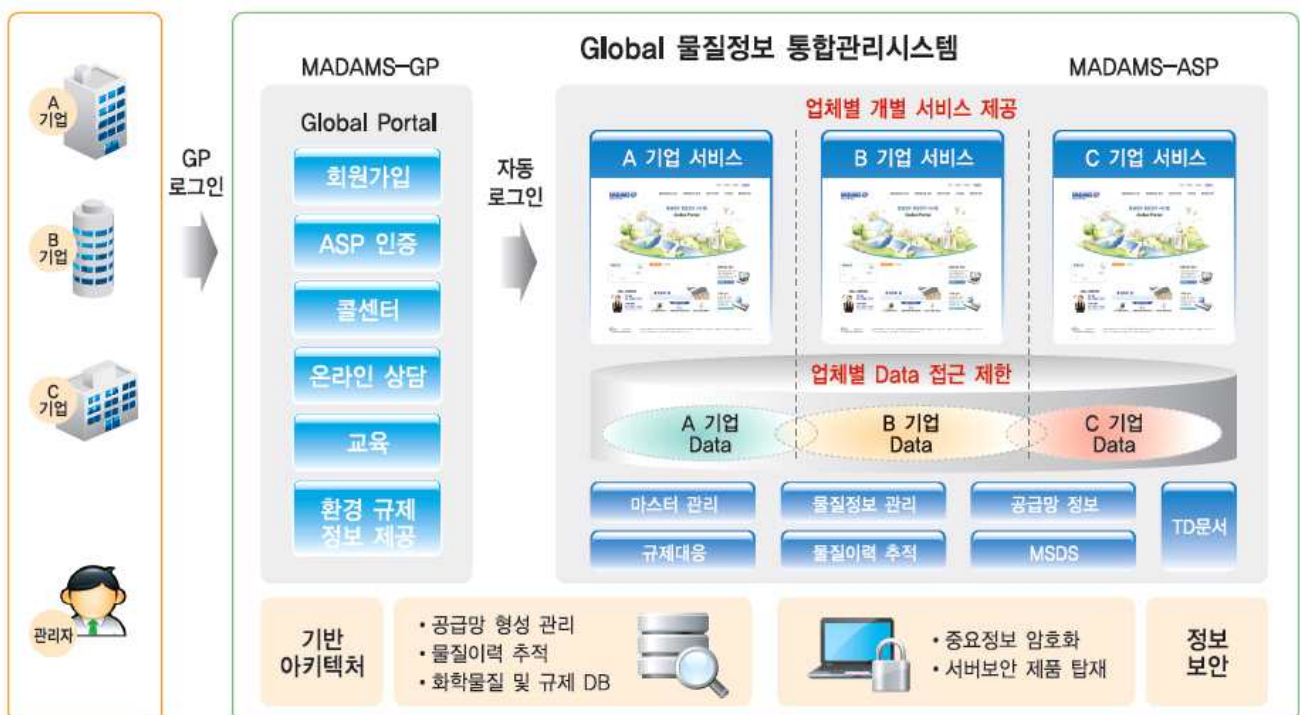 A
기업
B
기업
C
기업
관리자
GP
로그인
Global 물질정보 통합관리시스템
MADAMS-GP
Global Portal
회원가입
ASP 인증
콜센터
온라인 상담
교육
환경 규제
정보 제공
자동
로그인
MADAMS-ASP
업체별 개별 서비스 제공
A 기업 서비스
B 기업 서비스
C 기업 서비스
업체별 Data 접근 제한
A 기업
Data
B 기업
Data
C 기업
Data
마스터 관리
물질정보 관리
공급망 정보
TD문서
규제대응
물질이력 추적
MSDS
기반
아키텍처
• 공급망 형성 관리
• 물질이력 추적
• 화학물질 및 규제 DB
• 중요정보 암호화
• 서버보안 제품 탑재
정보
보안